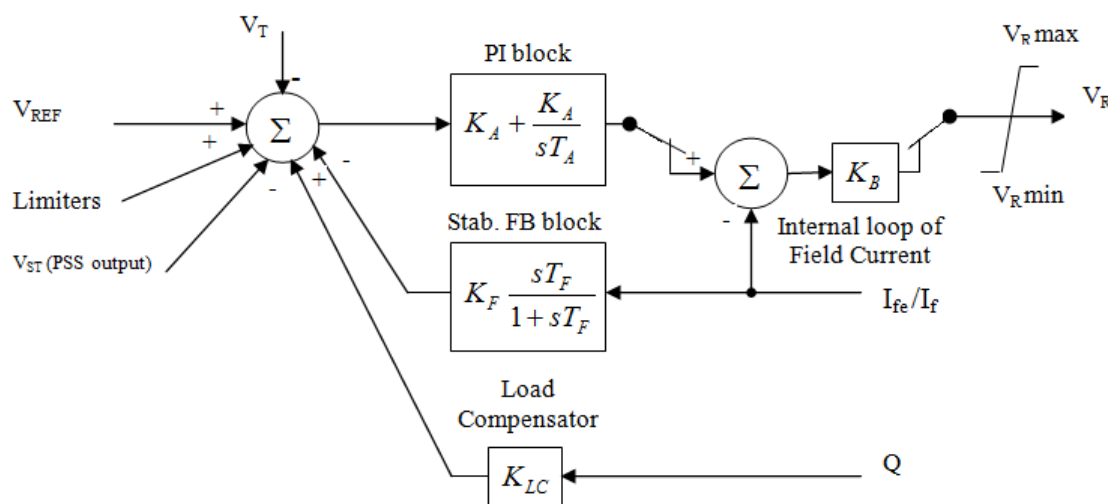 V_T
PI block
V_R max
V_REF
+
-
+
Σ
K_A + K_A / sT_A
+
Σ
K_B
V_R
-
+
-
-
Limiters
V_R min
Stab. FB block
Internal loop of
Field Current
V_ST (PSS output)
K_F sT_F / 1 + sT_F
I_fe/I_f
Load
Compensator
K_LC
Q